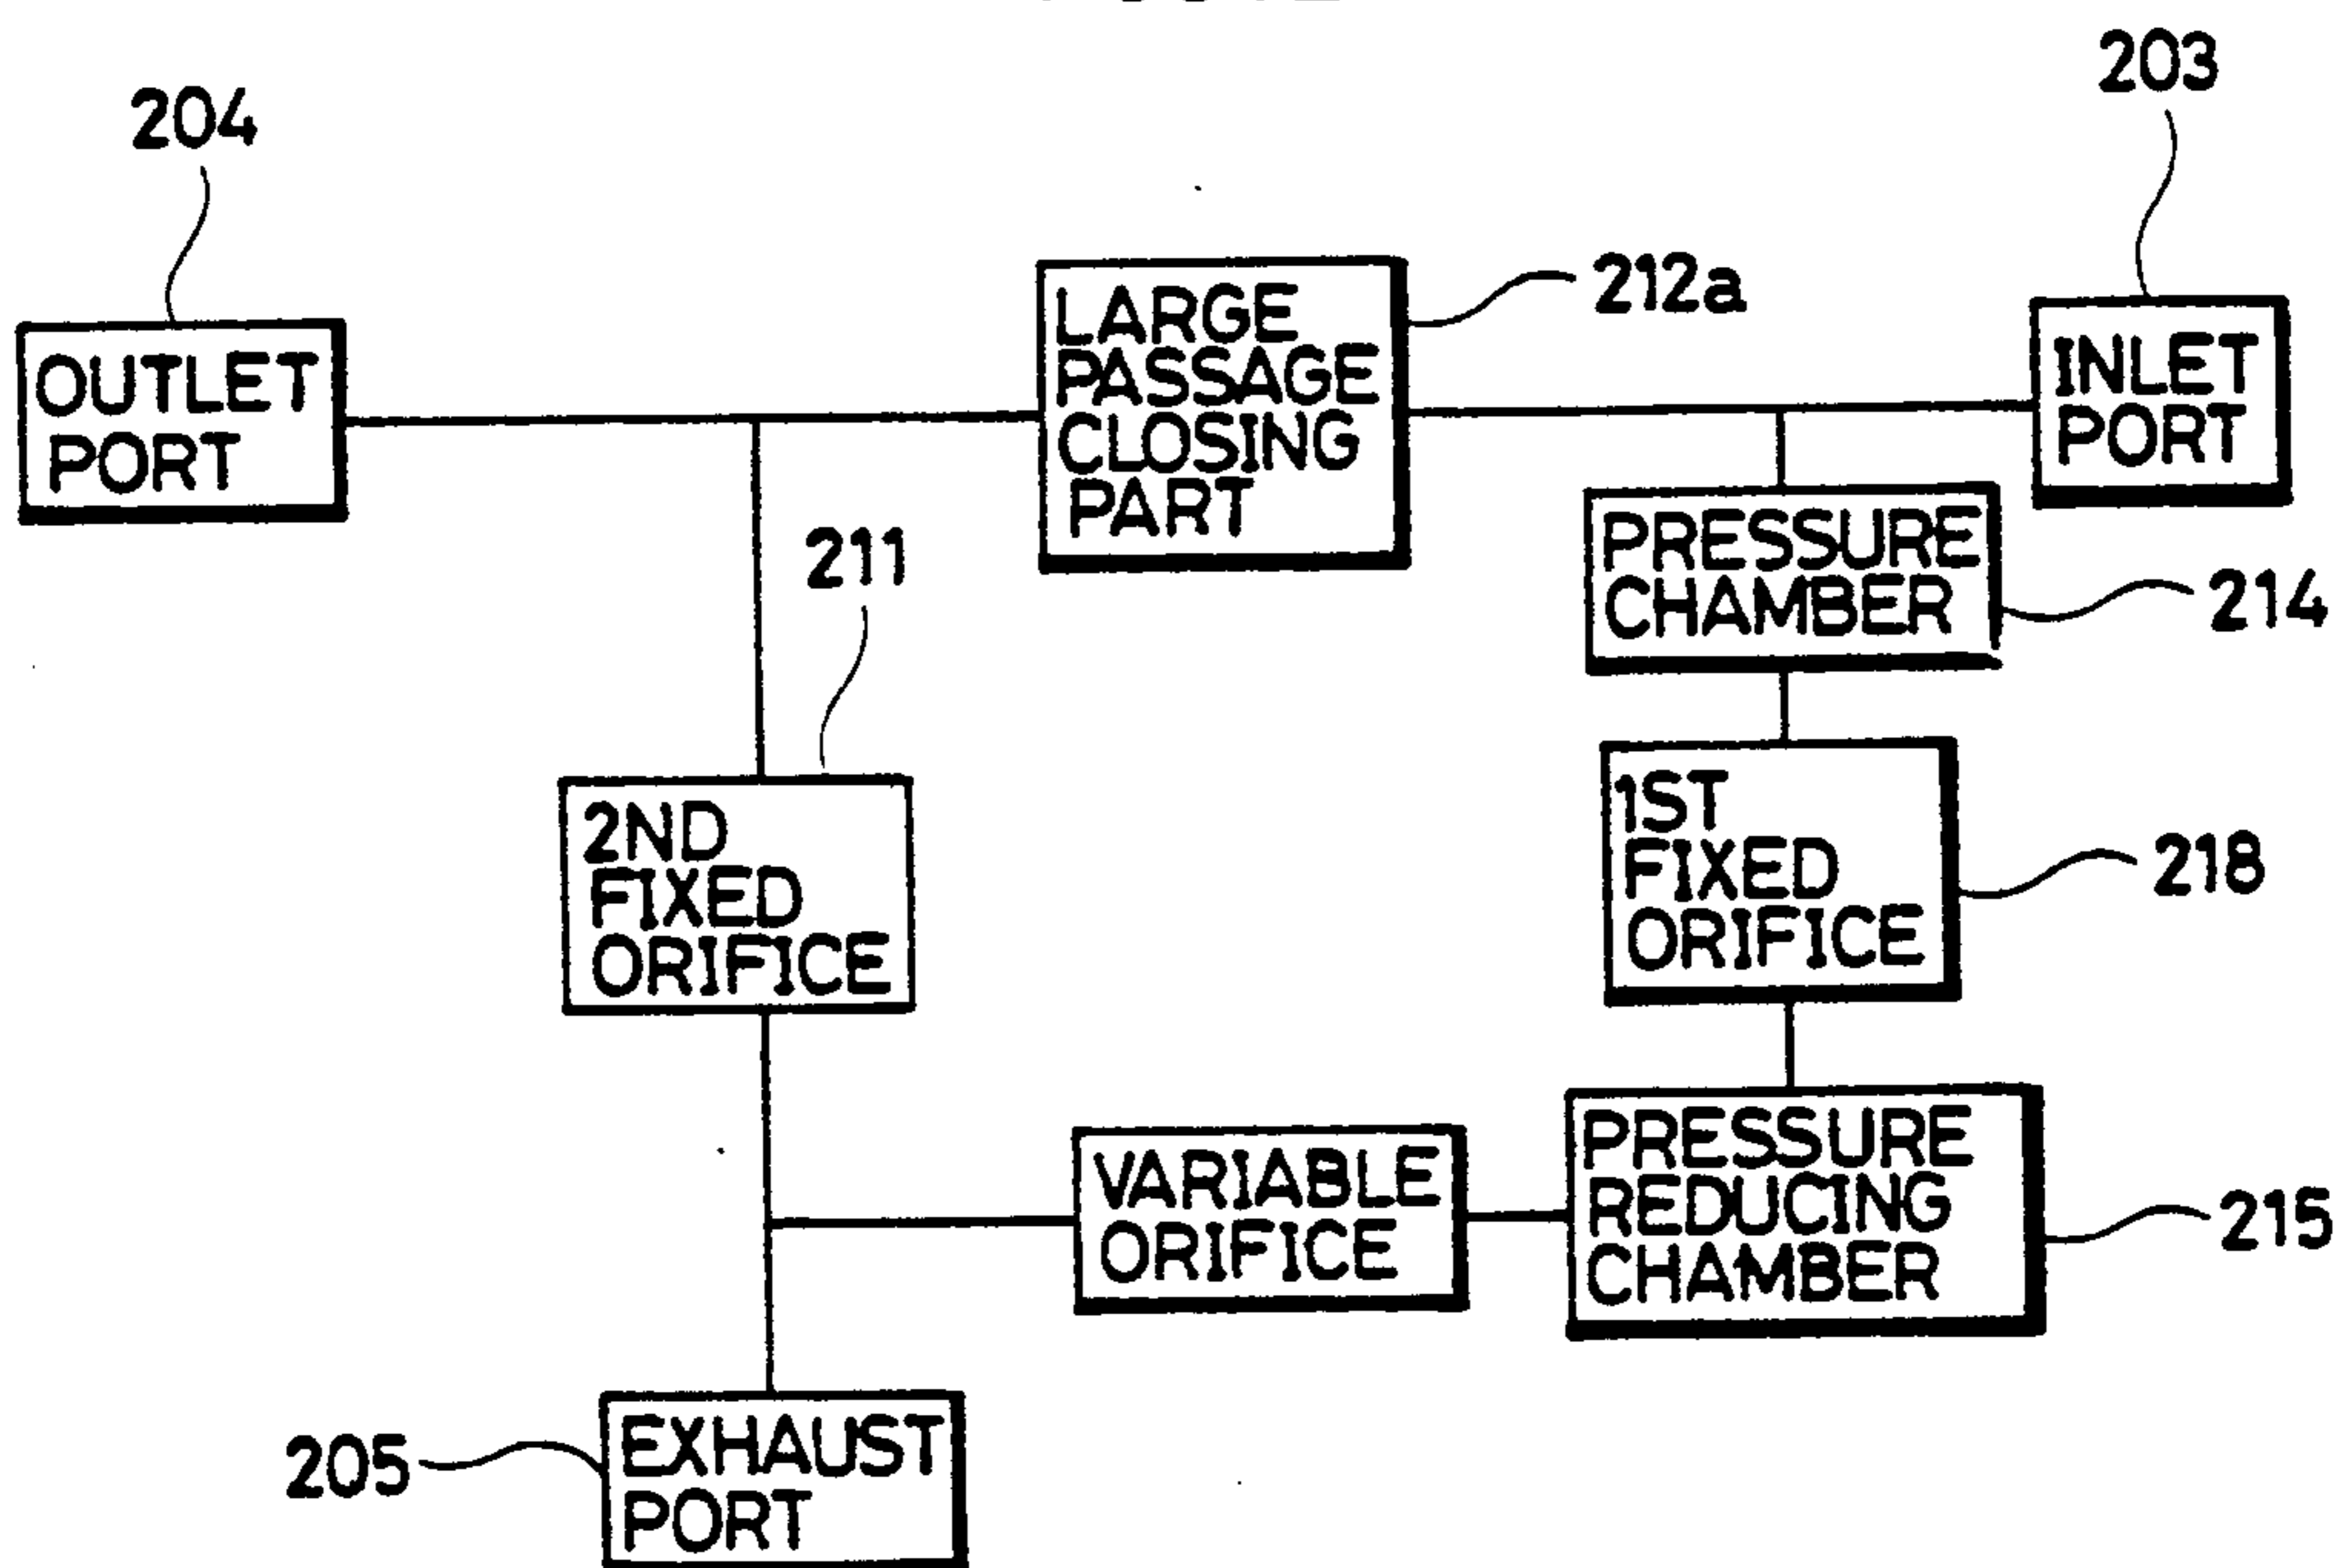 203
204
212a
LARGE
PASSAGE
CLOSING
PART
OUTLET
PORT
INLET
PORT
211
PRESSURE
CHAMBER
214
2ND
FIXED
ORIFICE
1ST
FIXED
ORIFICE
218
VARIABLE
ORIFICE
PRESSURE
REDUCING
CHAMBER
215
205
EXHAUST
PORT